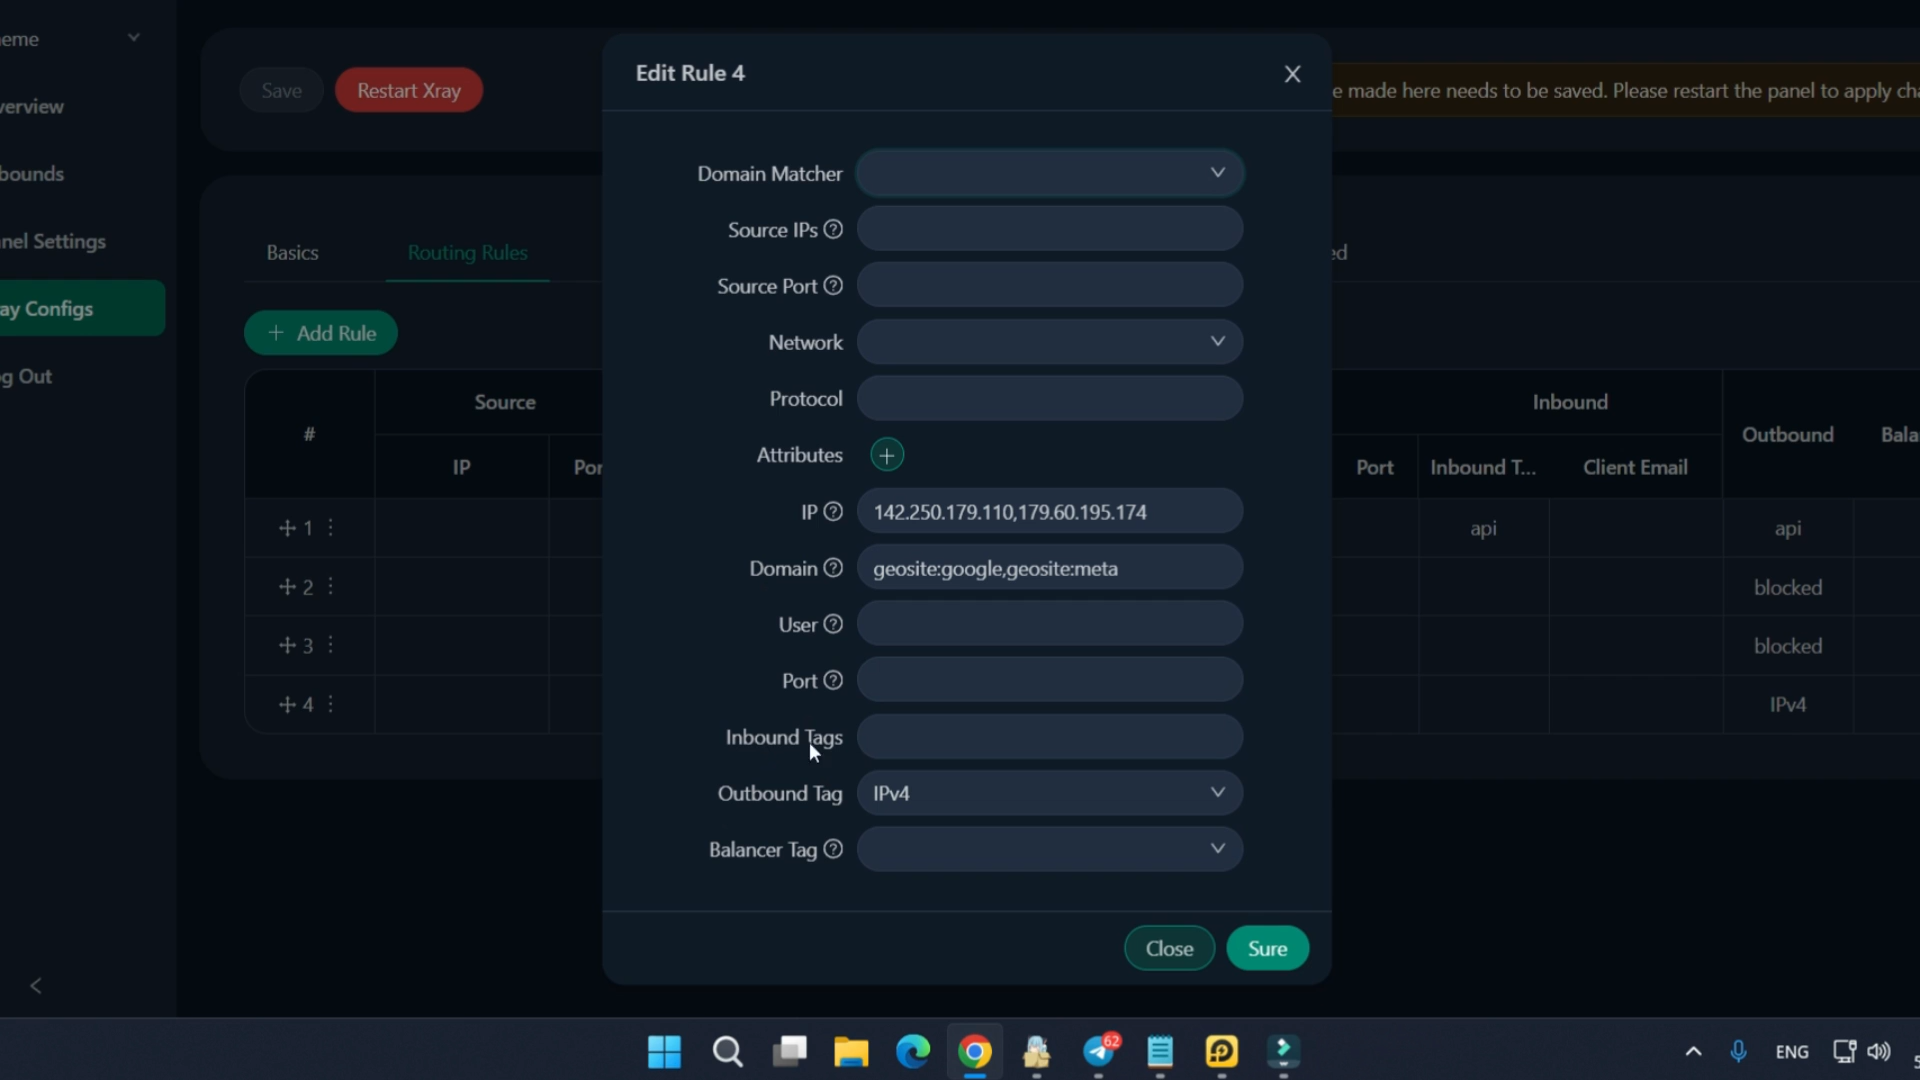 eme
verview
bounds
nel Settings
ay Configs
g Out
Save
Restart Xray
e made here needs to be saved. Please restart the panel to apply cha
Basics
Routing Rules
ed
+ Add Rule
#
Source
IP
Por
Port
Inbound
Inbound T...
Client Email
Outbound
Bala
1
api
api
2
blocked
3
blocked
4
IPv4
Edit Rule 4
Domain Matcher
Source IPs
Source Port
Network
Protocol
Attributes
IP 142.250.179.110,179.60.195.174
Domain geosite:google,geosite:meta
User
Port
Inbound Tags
Outbound Tag IPv4
Balancer Tag
Close
Sure
62
ENG